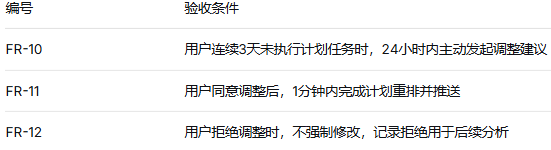 编号 验收条件
FR-10 用户连续3天未执行计划任务时，24小时内主动发起调整建议
FR-11 用户同意调整后，1分钟内完成计划重排并推送
FR-12 用户拒绝调整时，不强制修改，记录拒绝用于后续分析